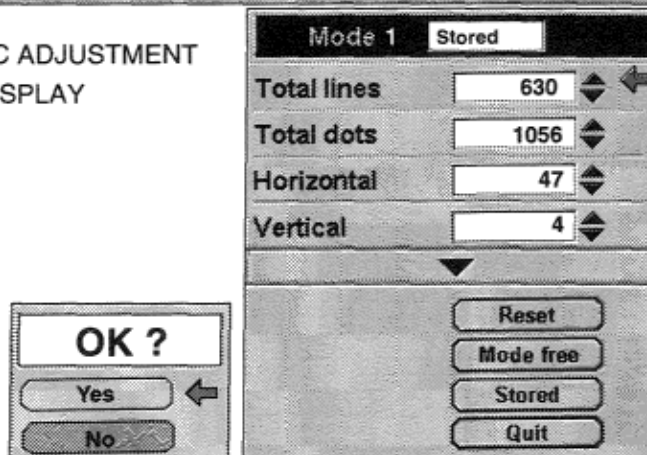 Mode 1 Stored
C ADJUSTMENT
SPLAY
Total lines 630
Total dots 1056
Horizontal 47
Vertical 4
OK ?
Yes
No
Reset
Mode free
Stored
Quit